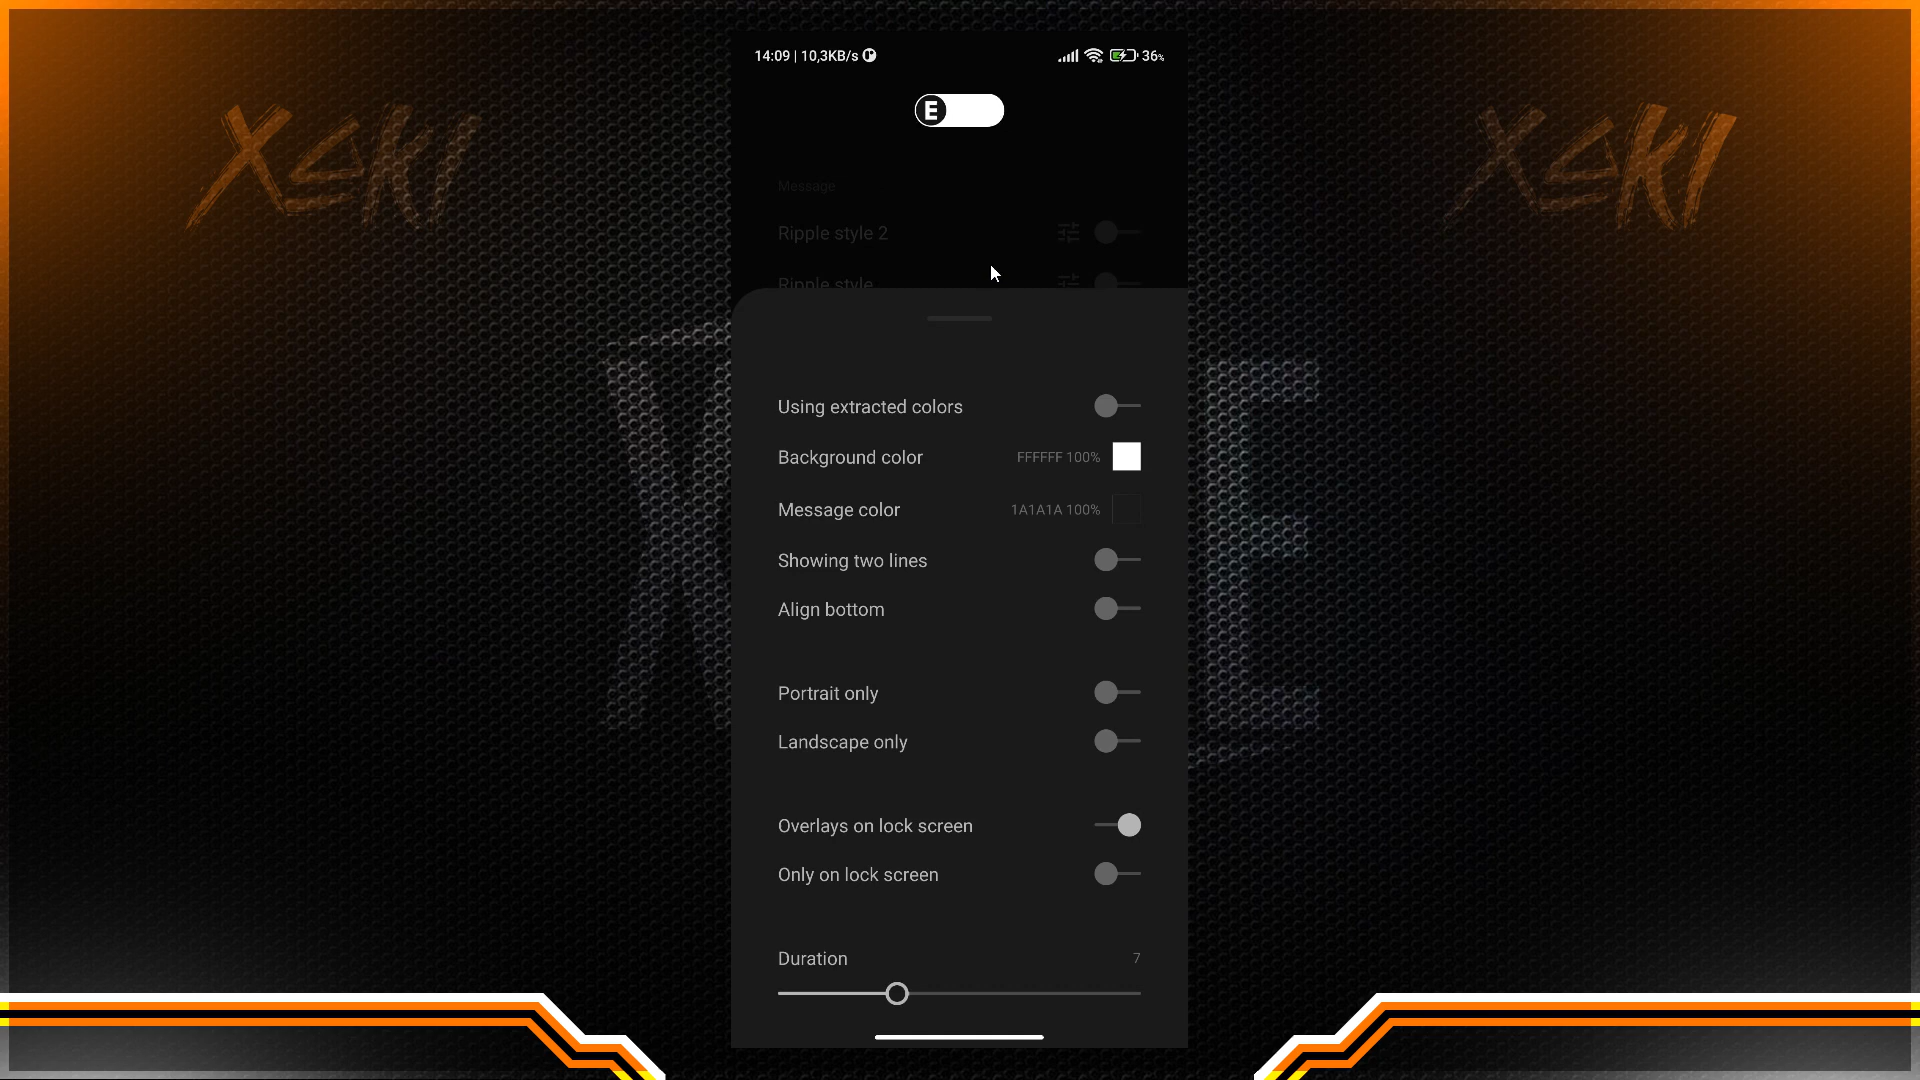 XΣKI
XΣKI
14:09 | 10,3KB/s
36%
E
Message
Ripple style 2
Ripple style
Using extracted colors
Background color FFFFFF 100%
Message color 1A1A1A 100%
Showing two lines
Align bottom
Portrait only
Landscape only
Overlays on lock screen
Only on lock screen
Duration 7